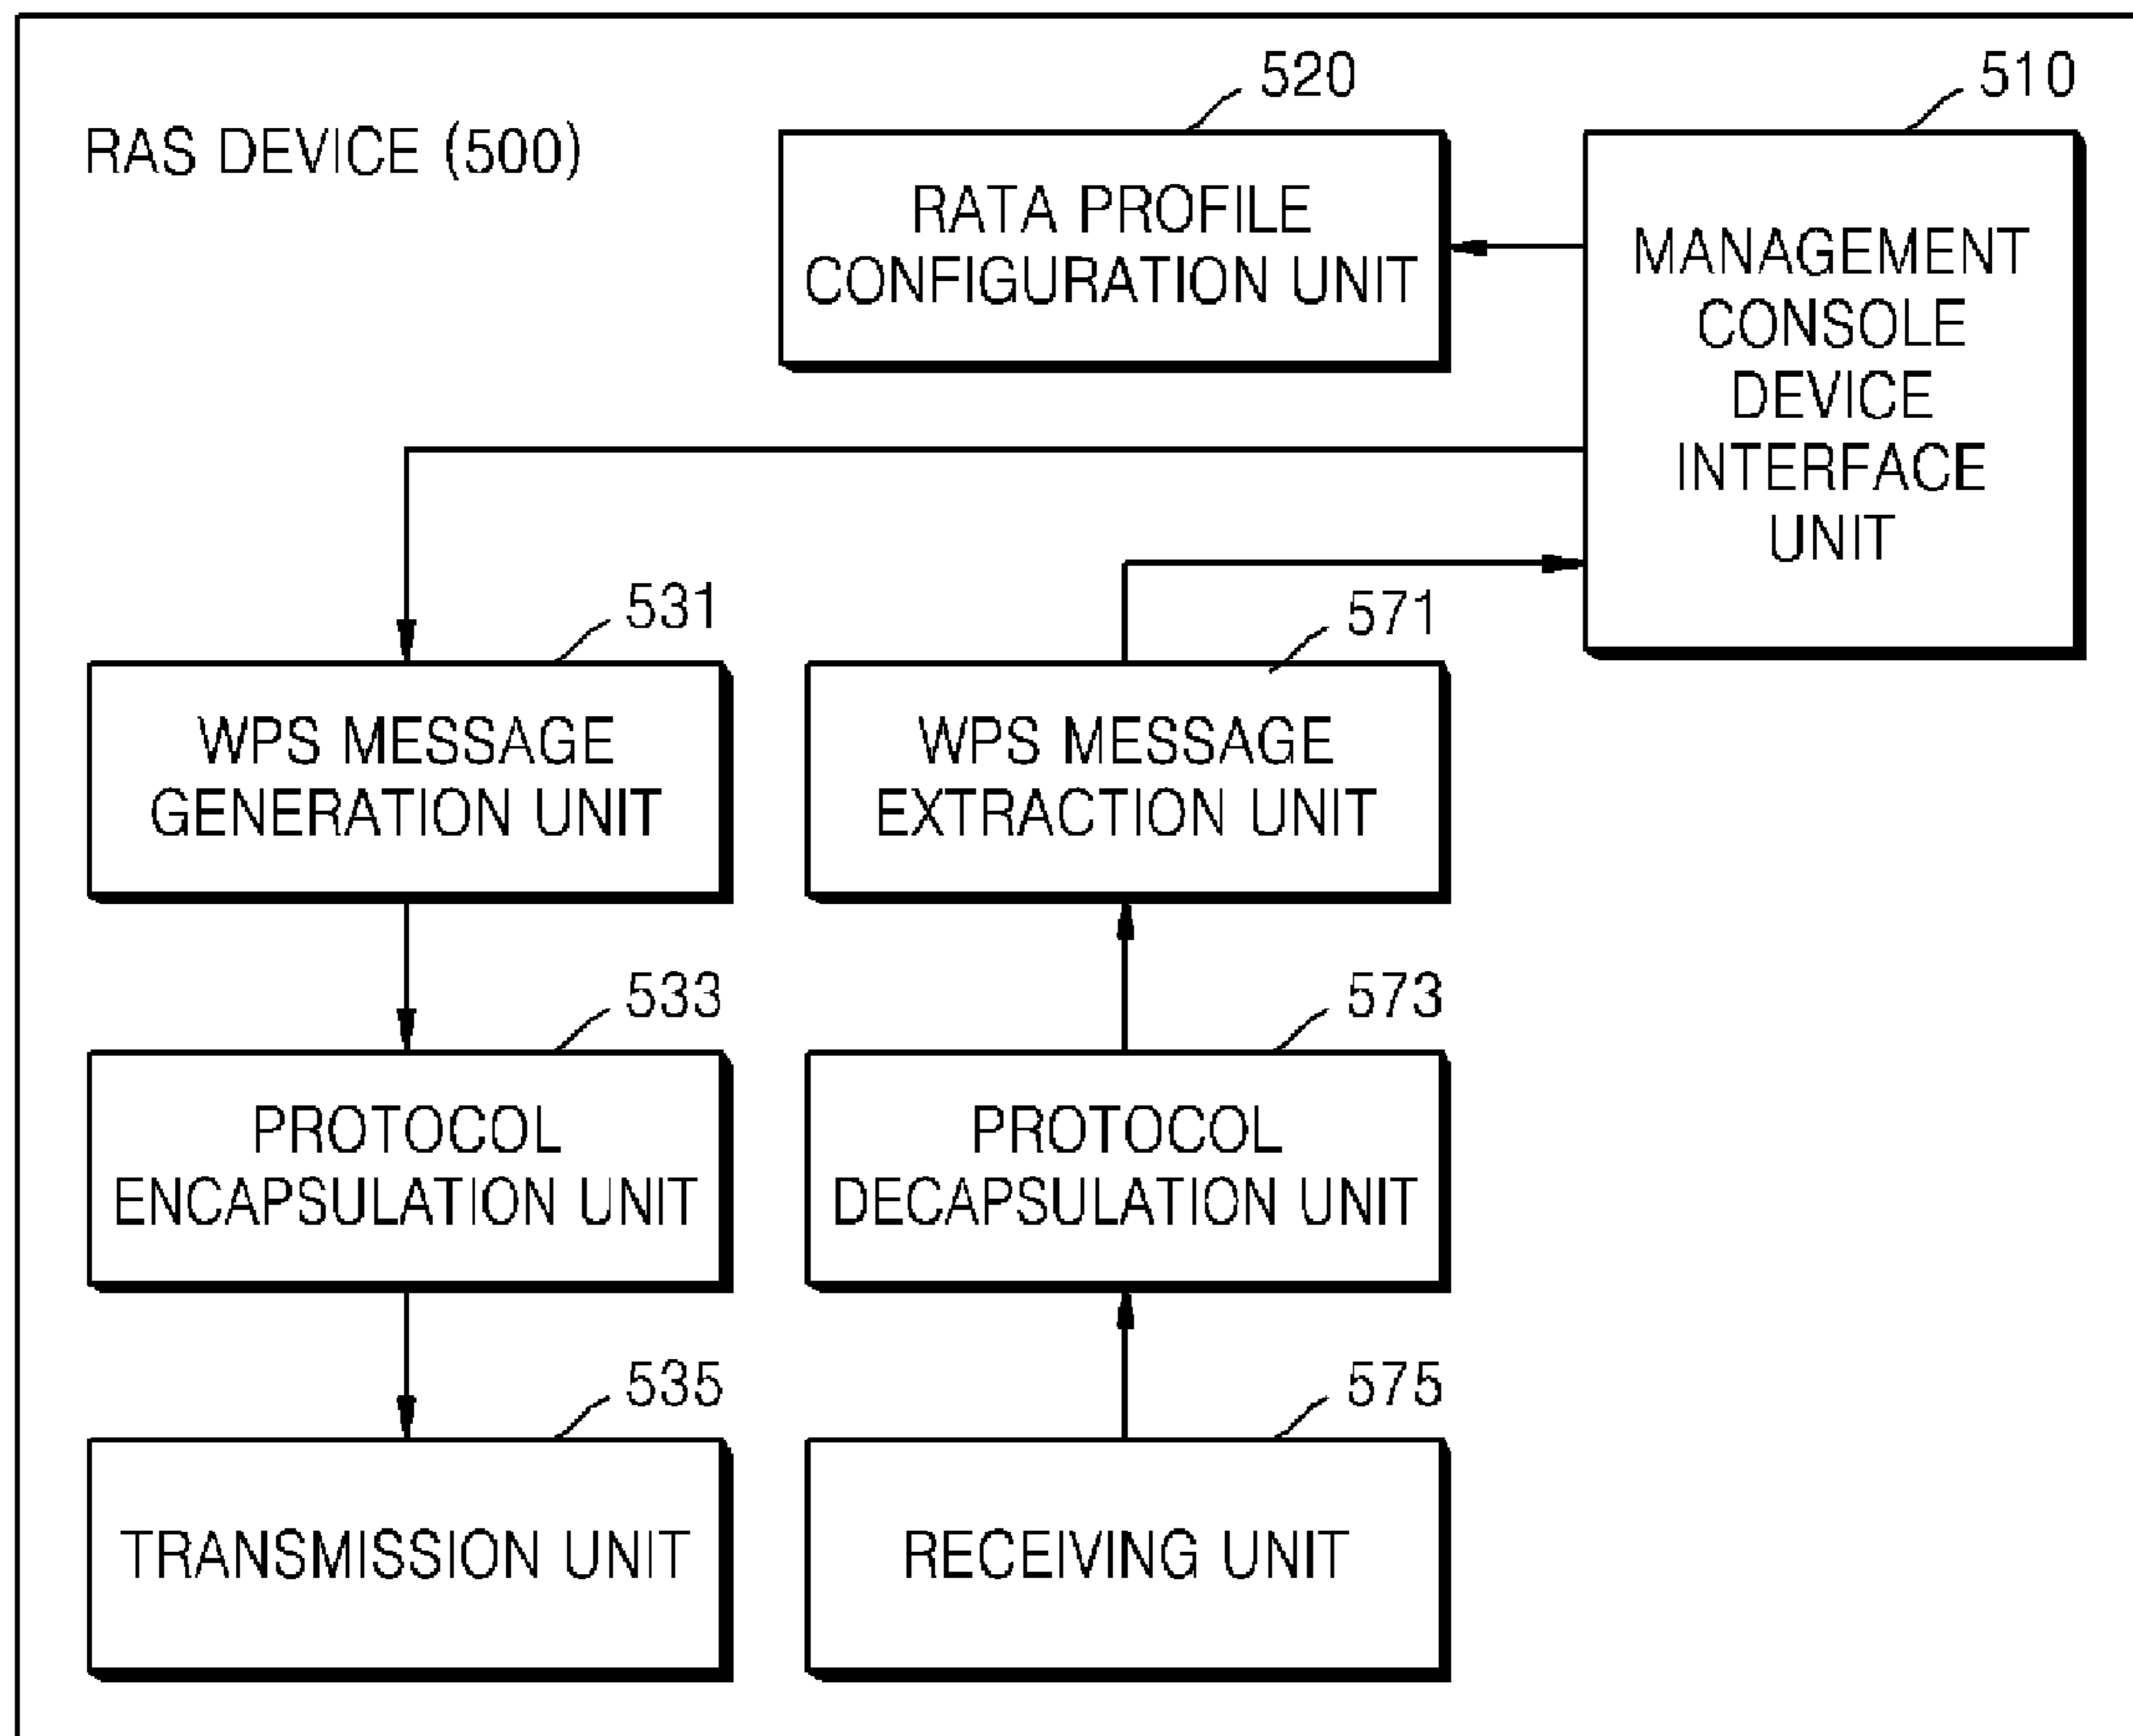 RAS DEVICE (500)
520
510
RATA PROFILE
CONFIGURATION UNIT
MANAGEMENT
CONSOLE
DEVICE
INTERFACE
UNIT
531
571
WPS MESSAGE
GENERATION UNIT
WPS MESSAGE
EXTRACTION UNIT
533
573
PROTOCOL
ENCAPSULATION UNIT
PROTOCOL
DECAPSULATION UNIT
535
575
TRANSMISSION UNIT
RECEIVING UNIT